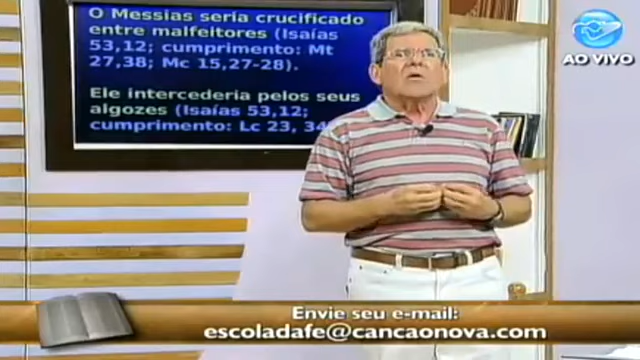 O Messias seria crucificado
entre malfeitores (Isaías
53,12; cumprimento: Mt
27,38; Mc 15,27-28).
Ele intercederia pelos seus
algozes (Isaías 53,12;
cumprimento: Lc 23, 34
AO VIVO
Envie seu e-mail:
escoladafe@cancaonova.com